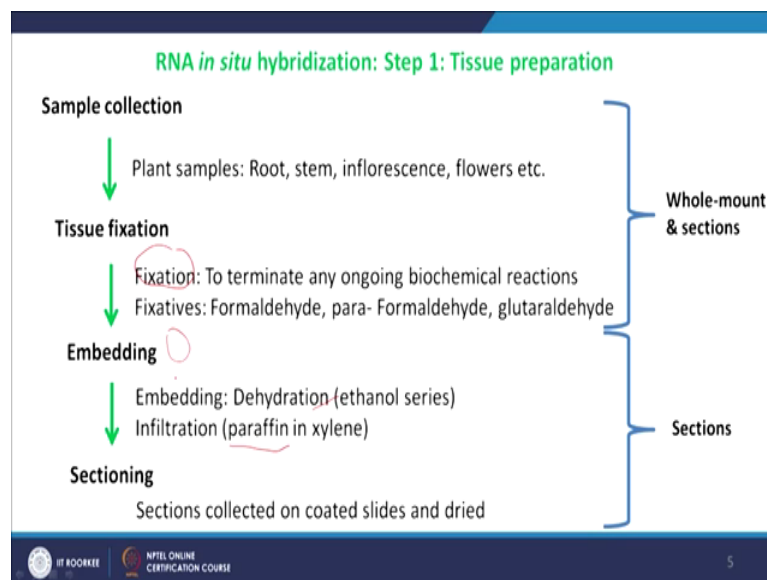 RNA in situ hybridization: Step 1: Tissue preparation
Sample collection
Plant samples: Root, stem, inflorescence, flowers etc.
Whole-mount
& sections
Tissue fixation
Fixation: To terminate any ongoing biochemical reactions
Fixatives: Formaldehyde, para- Formaldehyde, glutaraldehyde
Embedding
Embedding: Dehydration (ethanol series)
Infiltration (paraffin in xylene)
Sections
Sectioning
Sections collected on coated slides and dried
IIT ROORKEE
NPTEL ONLINE
CERTIFICATION COURSE
5